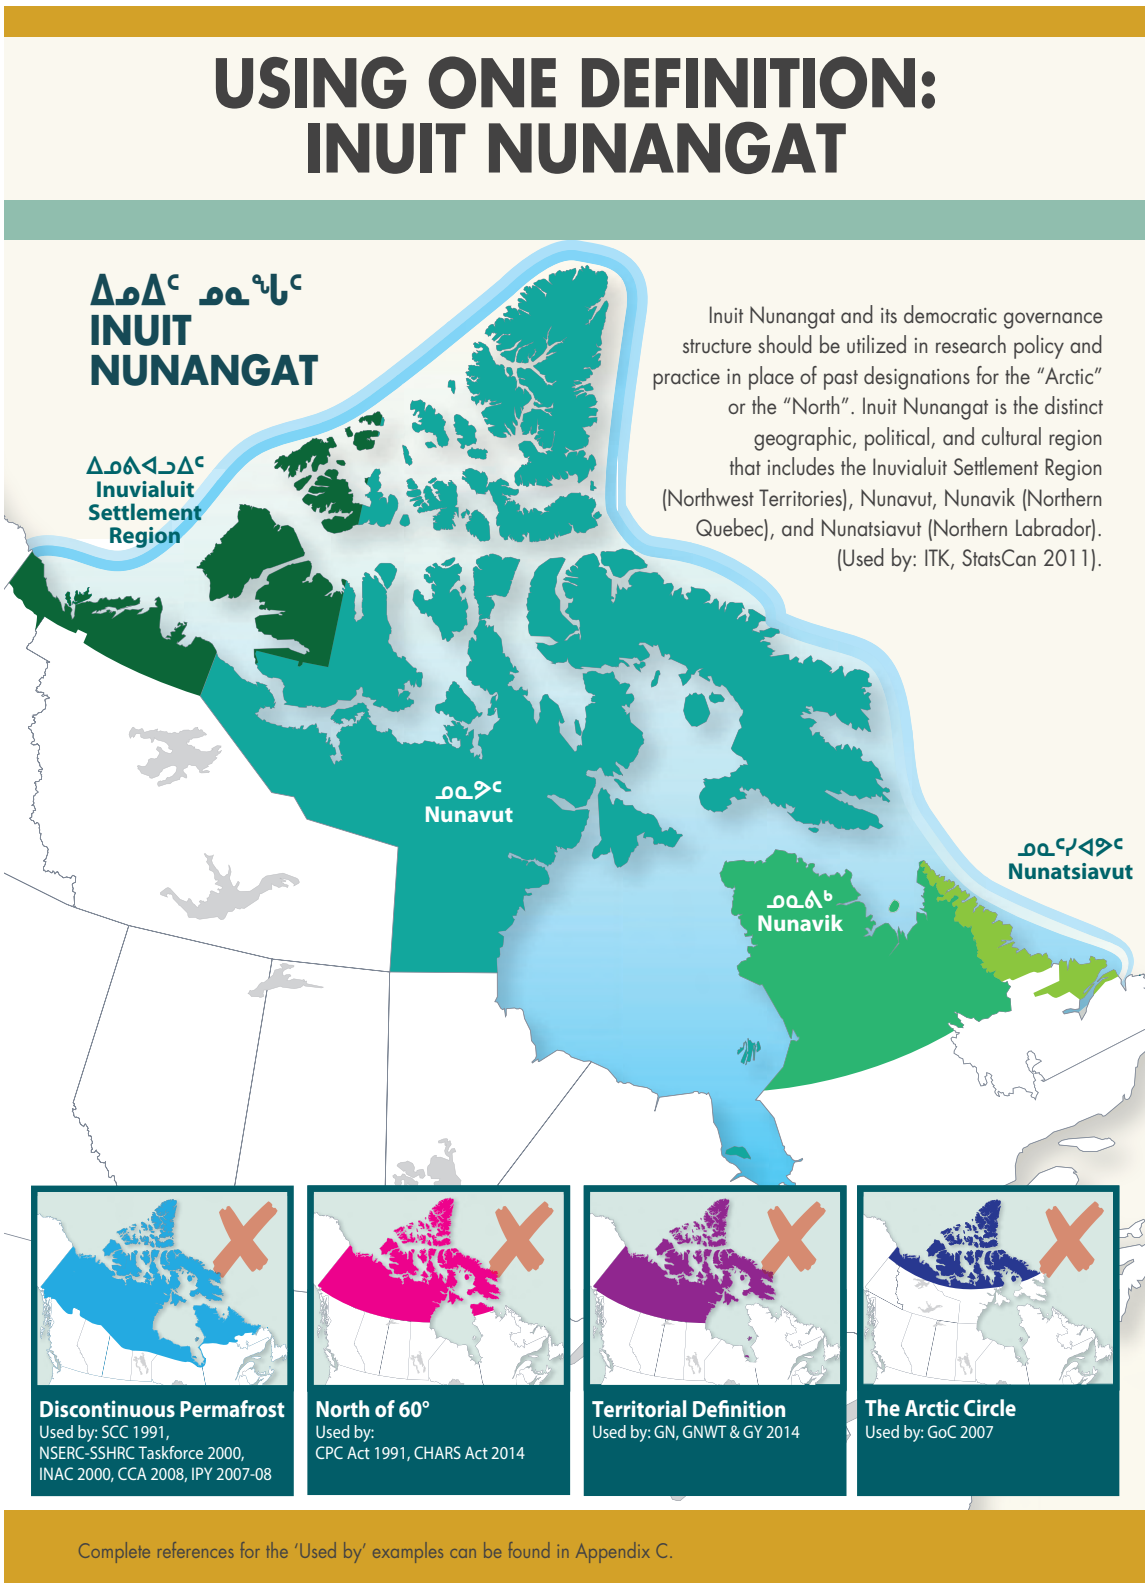 USING ONE DEFINITION:
INUIT NUNANGAT
ᐃᓄᐃᑦ ᓄᓇᖓᑦ
INUIT
NUNANGAT
Inuit Nunangat and its democratic governance
structure should be utilized in research policy and
practice in place of past designations for the “Arctic”
or the “North”. Inuit Nunangat is the distinct
geographic, political, and cultural region
that includes the Inuvialuit Settlement Region
(Northwest Territories), Nunavut, Nunavik (Northern
Quebec), and Nunatsiavut (Northern Labrador).
(Used by: ITK, StatsCan 2011).
ᐃᓄᕕᐊᓗᐃᑦ
Inuvialuit
Settlement
Region
ᓄᓇᕗᑦ
Nunavut
ᓄᓇᑦᓯᐊᕗᑦ
Nunatsiavut
ᓄᓇᕕᒃ
Nunavik
Discontinuous Permafrost
Used by: SCC 1991,
NSERC-SSHRC Taskforce 2000,
INAC 2000, CCA 2008, IPY 2007-08
North of 60°
Used by:
CPC Act 1991, CHARS Act 2014
Territorial Definition
Used by: GN, GNWT & GY 2014
The Arctic Circle
Used by: GoC 2007
Complete references for the ‘Used by’ examples can be found in Appendix C.